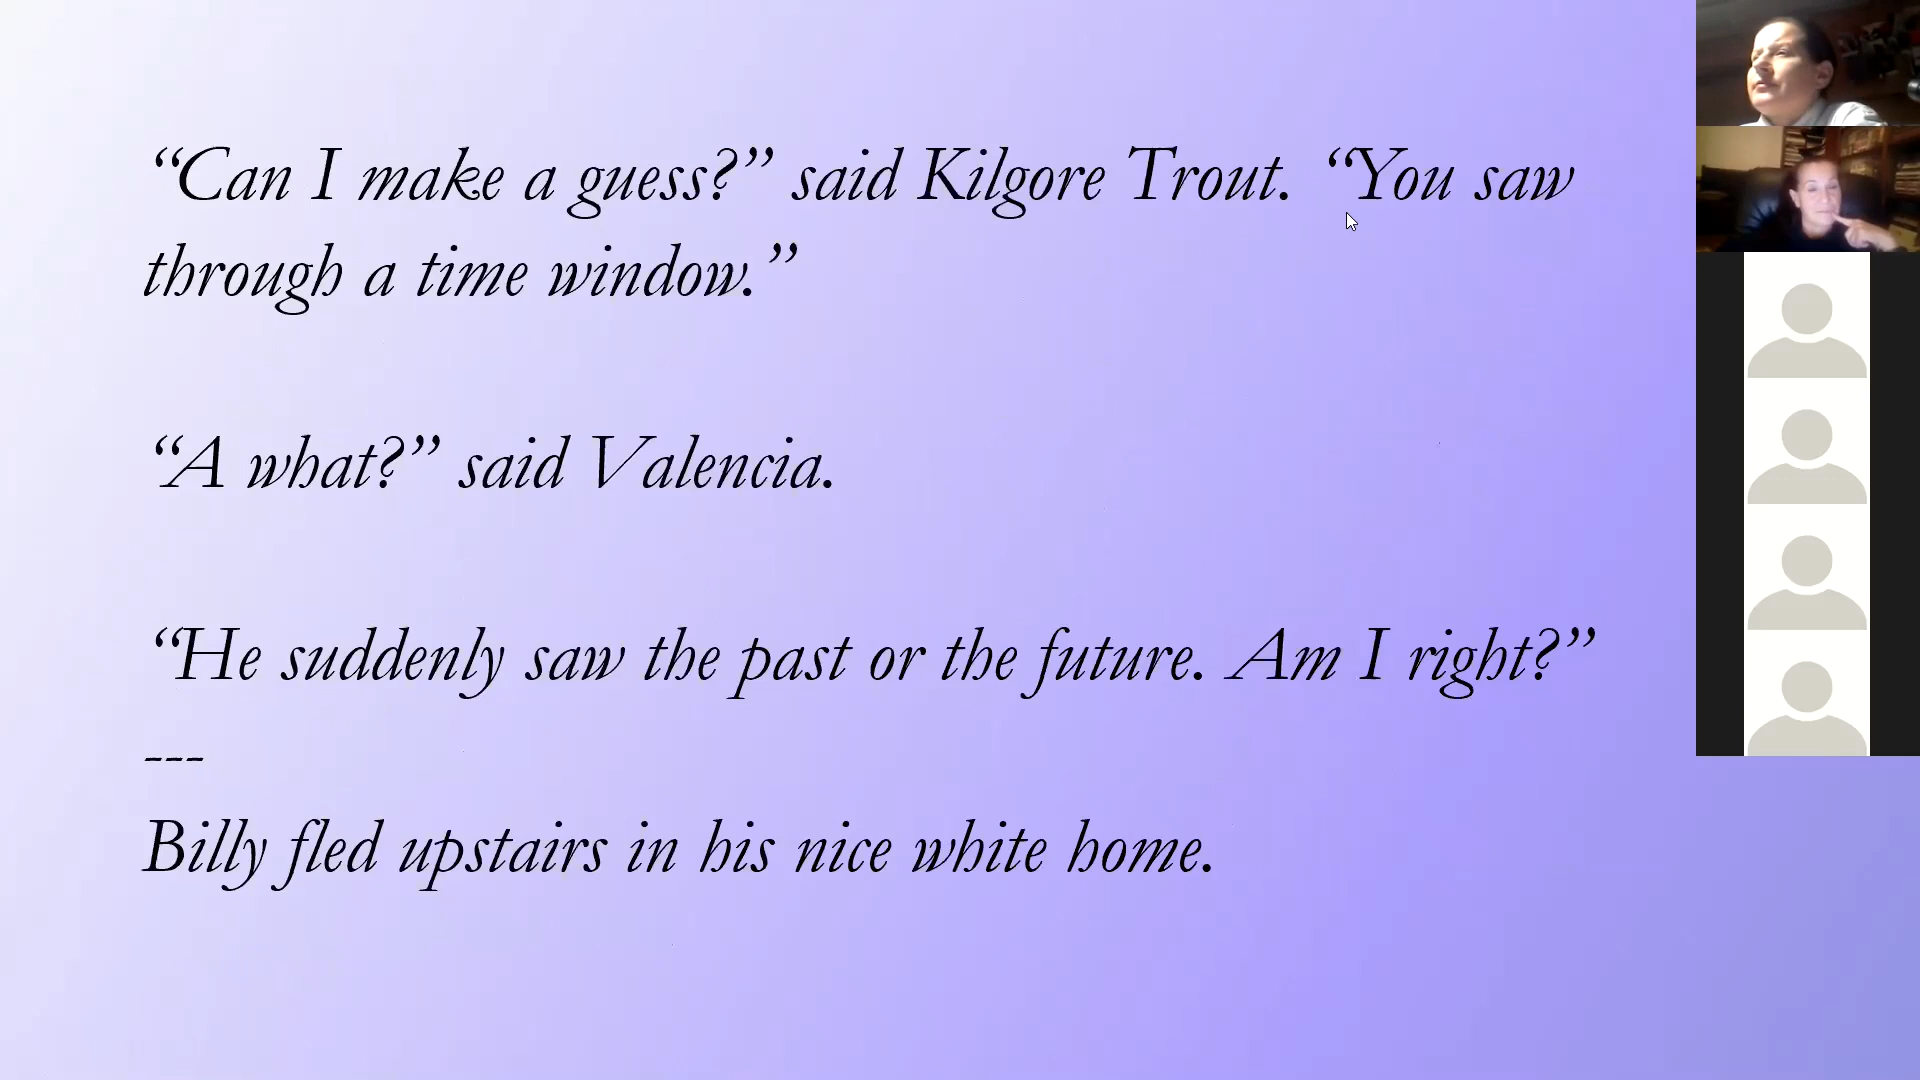 “Can I make a guess?” said Kilgore Trout. “You saw
through a time window.”
“A what?” said Valencia.
“He suddenly saw the past or the future. Am I right?”
---
Billy fled upstairs in his nice white home.